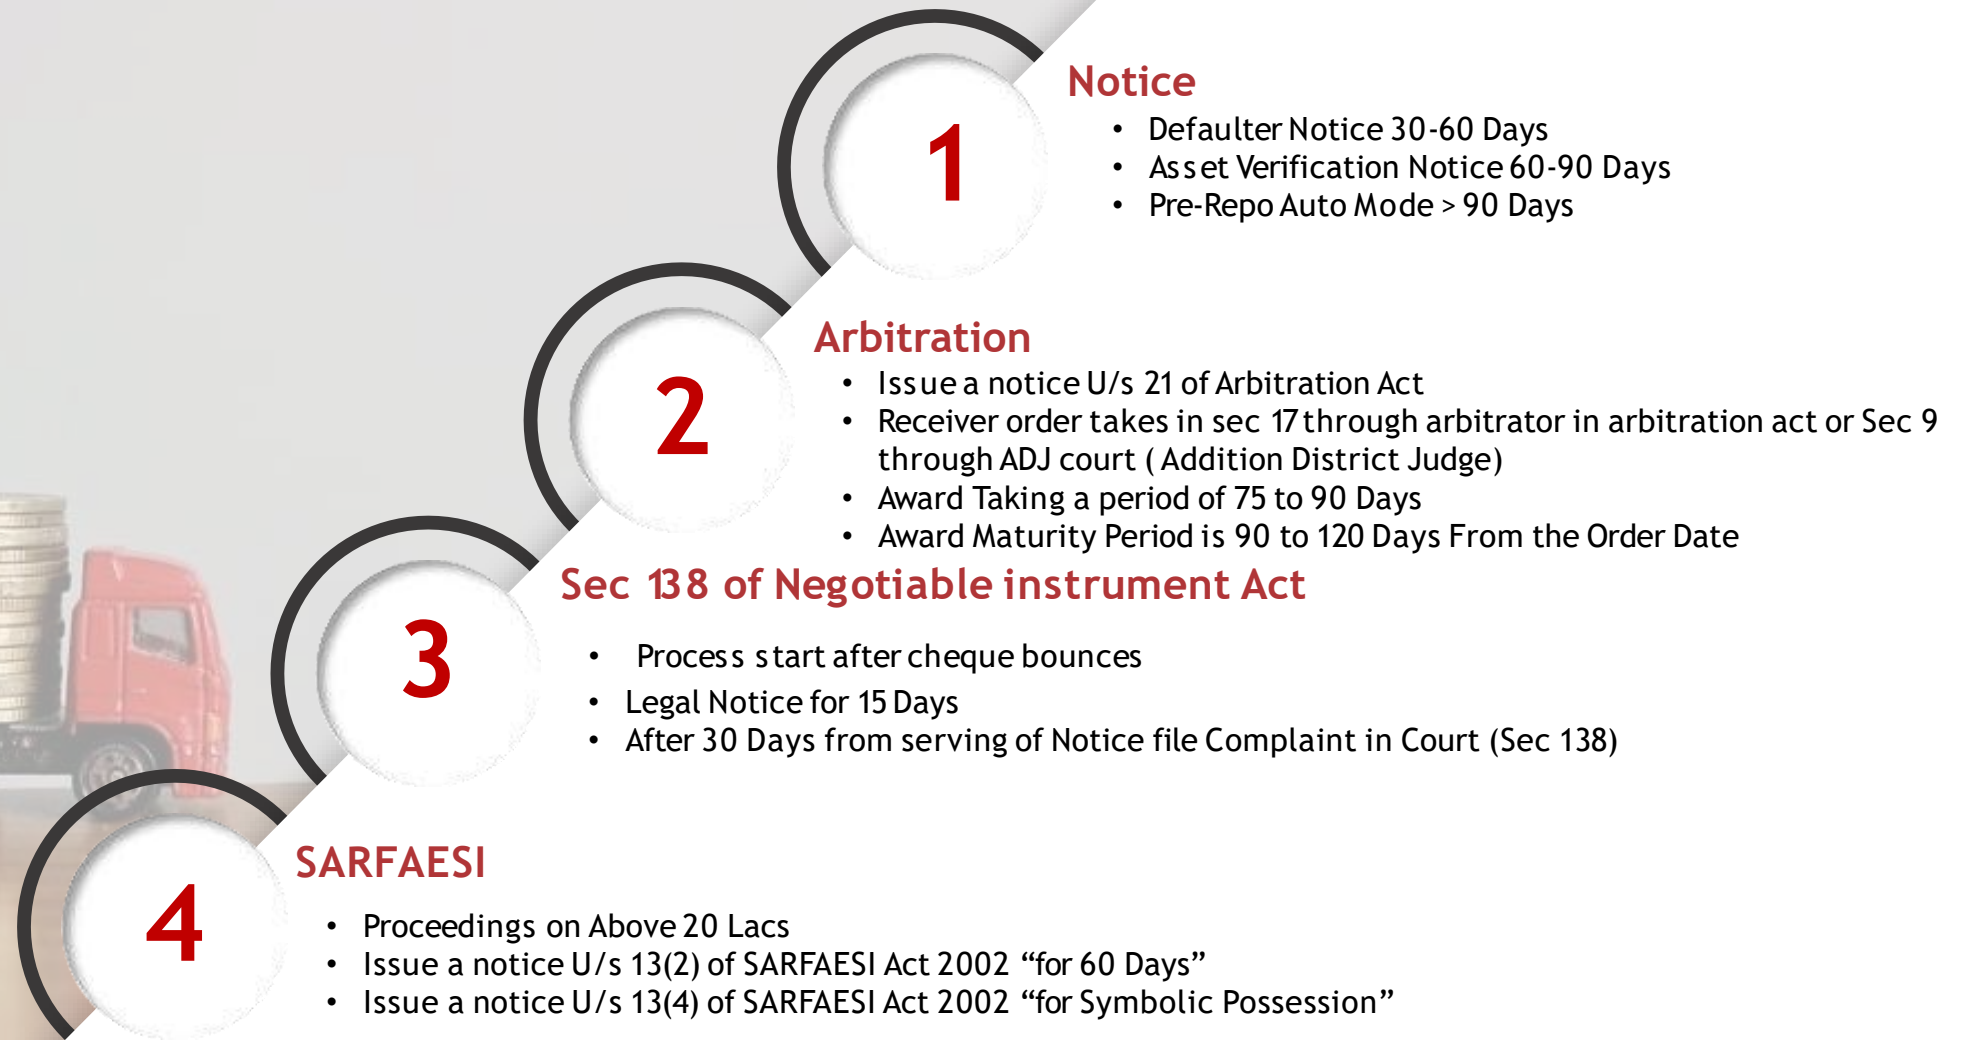 1
Notice
• Defaulter Notice 30-60 Days
• Asset Verification Notice 60-90 Days
• Pre-Repo Auto Mode > 90 Days
2
Arbitration
• Issue a notice U/s 21 of Arbitration Act
• Receiver order takes in sec 17 through arbitrator in arbitration act or Sec 9
through ADJ court ( Addition District Judge)
• Award Taking a period of 75 to 90 Days
• Award Maturity Period is 90 to 120 Days From the Order Date
3
Sec 138 of Negotiable instrument Act
• Process start after cheque bounces
• Legal Notice for 15 Days
• After 30 Days from serving of Notice file Complaint in Court (Sec 138)
4
SARFAESI
• Proceedings on Above 20 Lacs
• Issue a notice U/s 13(2) of SARFAESI Act 2002 “for 60 Days”
• Issue a notice U/s 13(4) of SARFAESI Act 2002 “for Symbolic Possession”